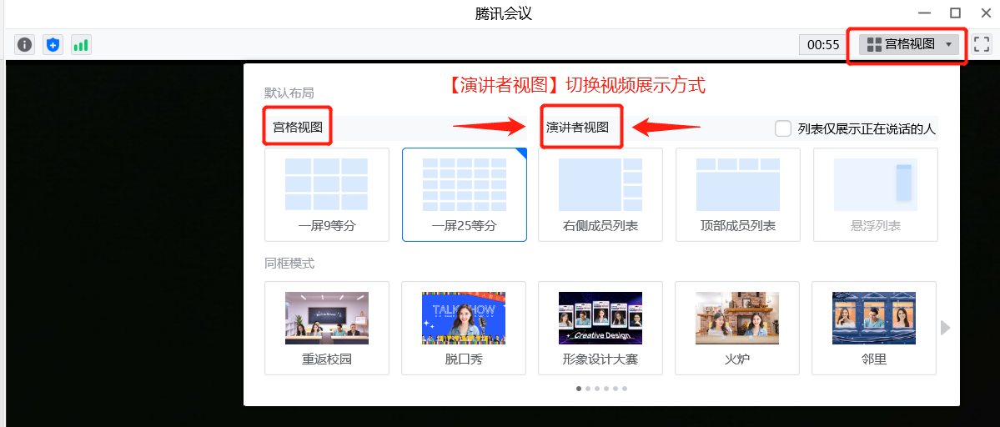 腾讯会议
00:55 宫格视图
【演讲者视图】切换视频展示方式
默认布局
宫格视图 演讲者视图 列表仅展示正在说话的人
一屏9等分 一屏25等分 右侧成员列表 顶部成员列表 悬浮列表
同框模式
TALK SHOW
Creative Design
重返校园 脱口秀 形象设计大赛 火炉 邻里